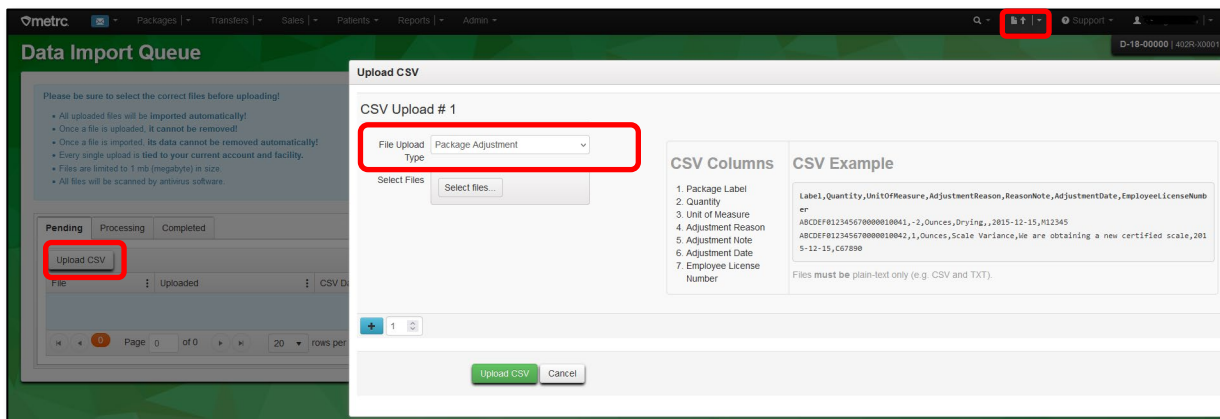 metrc Packages Transfers Sales Patients Reports Admin Support
D-18-00000 | 402R-X0001
Data Import Queue
Please be sure to select the correct files before uploading!
All uploaded files will be imported automatically!
Once a file is uploaded, it cannot be removed!
Once a file is imported, its data cannot be removed automatically!
Every single upload is tied to your current account and facility.
Files are limited to 1 mb (megabyte) in size.
All files will be scanned by antivirus software.
Pending Processing Completed
Upload CSV
File Uploaded CSV Da
0 Page 0 of 0 20 rows per
Upload CSV
CSV Upload # 1
File Upload Type Package Adjustment
Select Files Select files...
CSV Columns
1. Package Label
2. Quantity
3. Unit of Measure
4. Adjustment Reason
5. Adjustment Note
6. Adjustment Date
7. Employee License
Number
CSV Example
Label,Quantity,UnitOfMeasure,AdjustmentReason,ReasonNote,AdjustmentDate,EmployeeLicenseNumb
er
ABCDEF012345670000010041,-2,Ounces,Drying,,2015-12-15,M12345
ABCDEF012345670000010042,1,Ounces,Scale Variance,We are obtaining a new certified scale,201
5-12-15,C67890
Files must be plain-text only (e.g. CSV and TXT).
1
Upload CSV Cancel